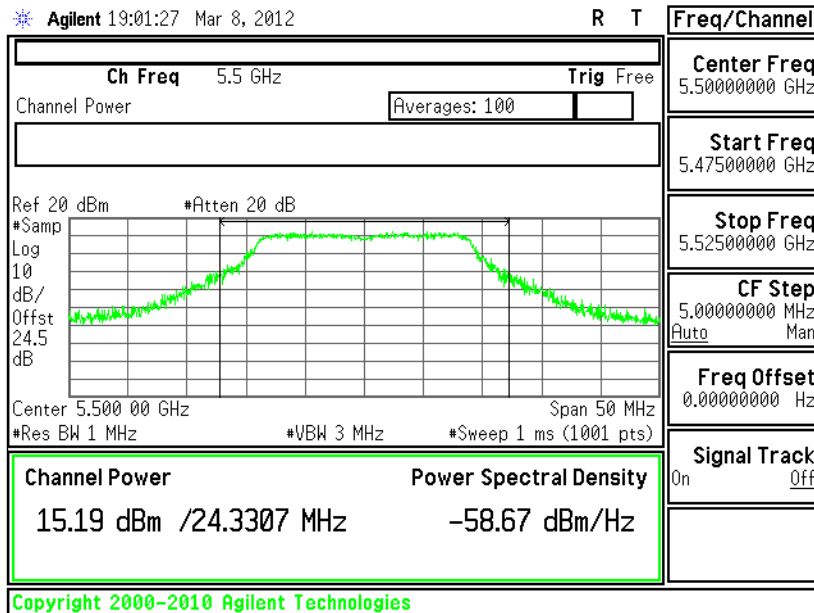 Agilent 19:01:27 Mar 8, 2012 R T
Ch Freq 5.5 GHz Trig Free
Channel Power Averages: 100
Ref 20 dBm #Atten 20 dB
#Samp
Log
10
dB/
Offst
24.5
dB
Center 5.500 00 GHz Span 50 MHz
#Res BW 1 MHz #VBW 3 MHz #Sweep 1 ms (1001 pts)
Channel Power Power Spectral Density
15.19 dBm /24.3307 MHz -58.67 dBm/Hz
Copyright 2000-2010 Agilent Technologies
Freq/Channel
Center Freq
5.50000000 GHz
Start Freq
5.47500000 GHz
Stop Freq
5.52500000 GHz
CF Step
5.00000000 MHz
Auto Man
Freq Offset
0.00000000 Hz
Signal Track
On Off